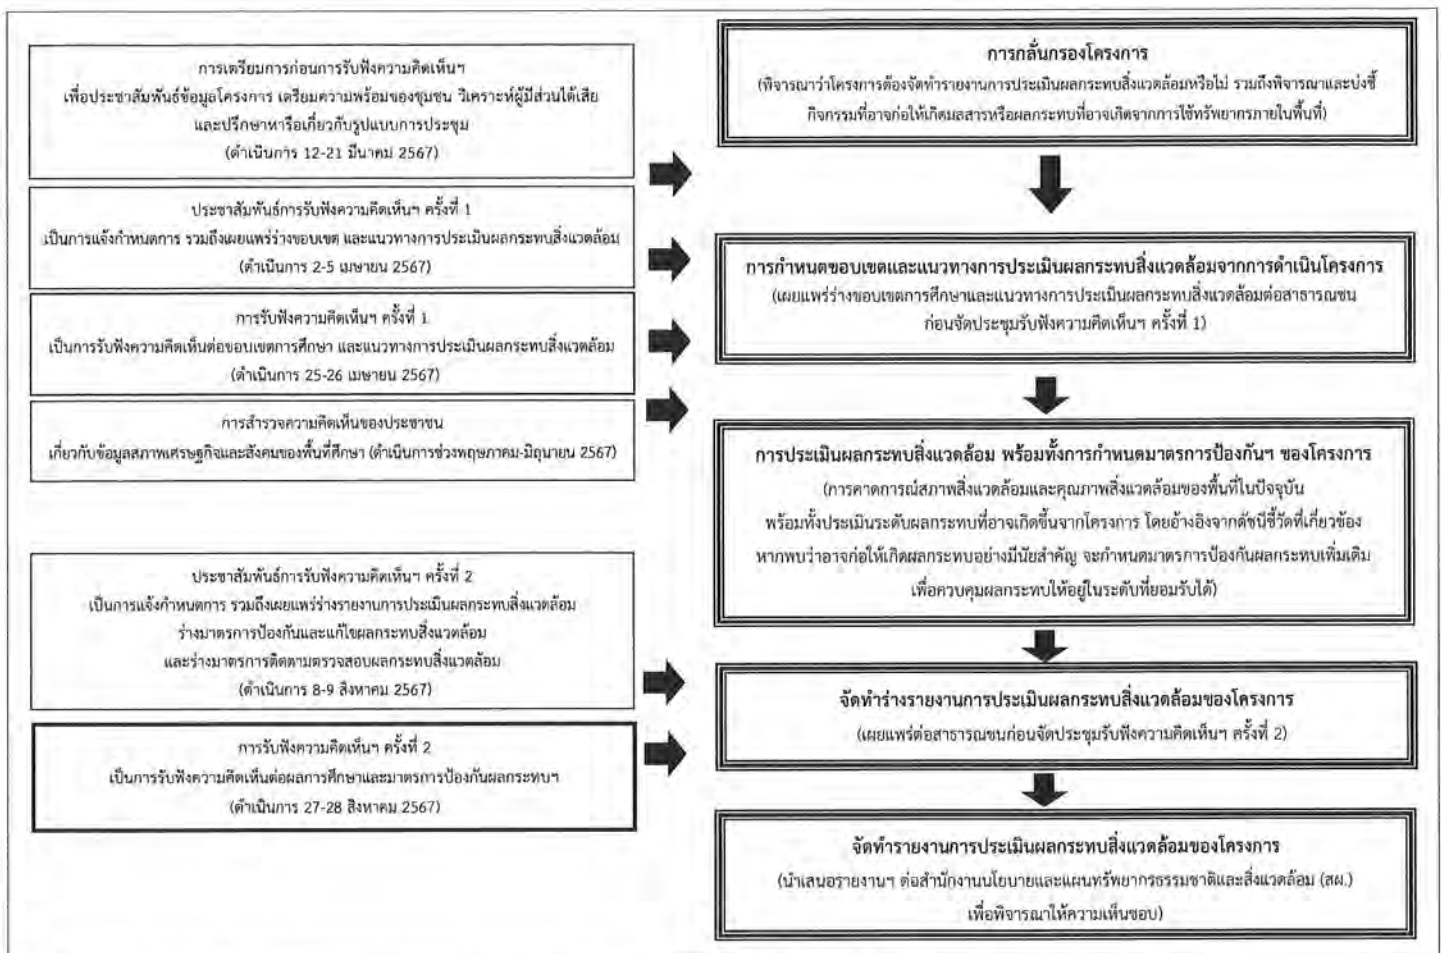 การเตรียมการก่อนการรับฟังความคิดเห็นฯ
เพื่อประชาสัมพันธ์ข้อมูลโครงการ เตรียมความพร้อมของชุมชน วิเคราะห์ผู้มีส่วนได้เสีย
และปรึกษาหารือเกี่ยวกับรูปแบบการประชุม
(ดำเนินการ 12-21 มีนาคม 2567)
ประชาสัมพันธ์การรับฟังความคิดเห็นฯ ครั้งที่ 1
เป็นการแจ้งกำหนดการ รวมถึงเผยแพร่ร่างขอบเขต และแนวทางการประเมินผลกระทบสิ่งแวดล้อม
(ดำเนินการ 2-5 เมษายน 2567)
การรับฟังความคิดเห็นฯ ครั้งที่ 1
เป็นการรับฟังความคิดเห็นต่อขอบเขตการศึกษา และแนวทางการประเมินผลกระทบสิ่งแวดล้อม
(ดำเนินการ 25-26 เมษายน 2567)
การสำรวจความคิดเห็นของประชาชน
เกี่ยวกับข้อมูลสภาพเศรษฐกิจและสังคมของพื้นที่ศึกษา (ดำเนินการช่วงพฤษภาคม-มิถุนายน 2567)
ประชาสัมพันธ์การรับฟังความคิดเห็นฯ ครั้งที่ 2
เป็นการแจ้งกำหนดการ รวมถึงเผยแพร่ร่างรายงานการประเมินผลกระทบสิ่งแวดล้อม
ร่างมาตรการป้องกันและแก้ไขผลกระทบสิ่งแวดล้อม
และร่างมาตรการติดตามตรวจสอบผลกระทบสิ่งแวดล้อม
(ดำเนินการ 8-9 สิงหาคม 2567)
การรับฟังความคิดเห็นฯ ครั้งที่ 2
เป็นการรับฟังความคิดเห็นต่อผลการศึกษาและมาตรการป้องกันผลกระทบฯ
(ดำเนินการ 27-28 สิงหาคม 2567)
การกลั่นกรองโครงการ
(พิจารณาว่าโครงการต้องจัดทำรายงานการประเมินผลกระทบสิ่งแวดล้อมหรือไม่ รวมถึงพิจารณาและบ่งชี้
กิจกรรมที่อาจก่อให้เกิดมลสารหรือผลกระทบที่อาจเกิดจากการใช้ทรัพยากรภายในพื้นที่)
การกำหนดขอบเขตและแนวทางการประเมินผลกระทบสิ่งแวดล้อมจากการดำเนินโครงการ
(เผยแพร่ร่างขอบเขตการศึกษาและแนวทางการประเมินผลกระทบสิ่งแวดล้อมต่อสาธารณชน
ก่อนจัดประชุมรับฟังความคิดเห็นฯ ครั้งที่ 1)
การประเมินผลกระทบสิ่งแวดล้อม พร้อมทั้งการกำหนดมาตรการป้องกันฯ ของโครงการ
(การคาดการณ์สภาพสิ่งแวดล้อมและคุณภาพสิ่งแวดล้อมของพื้นที่ในปัจจุบัน
พร้อมทั้งประเมินระดับผลกระทบที่อาจเกิดขึ้นจากโครงการ โดยอ้างอิงจากดัชนีชี้วัดที่เกี่ยวข้อง
หากพบว่าอาจก่อให้เกิดผลกระทบอย่างมีนัยสำคัญ จะกำหนดมาตรการป้องกันผลกระทบเพิ่มเติม
เพื่อควบคุมผลกระทบให้อยู่ในระดับที่ยอมรับได้)
จัดทำร่างรายงานการประเมินผลกระทบสิ่งแวดล้อมของโครงการ
(เผยแพร่ต่อสาธารณชนก่อนจัดประชุมรับฟังความคิดเห็นฯ ครั้งที่ 2)
จัดทำรายงานการประเมินผลกระทบสิ่งแวดล้อมของโครงการ
(นำเสนอรายงานฯ ต่อสำนักงานนโยบายและแผนทรัพยากรธรรมชาติและสิ่งแวดล้อม (สผ.)
เพื่อพิจารณาให้ความเห็นชอบ)